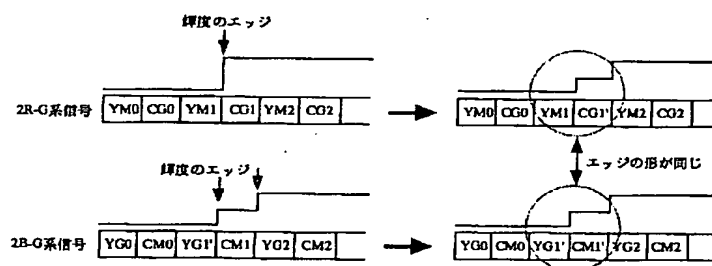 輝度のエッジ
2R-G系信号
YM0 CG0 YM1 CG1 YM2 CG2
YM0 CG0 YM1 CG1' YM2 CG2
エッジの形が同じ
輝度のエッジ
2B-G系信号
YG0 CM0 YG1' CM1 YG2 CM2
YG0 CM0 YG1' CM1' YG2 CM2